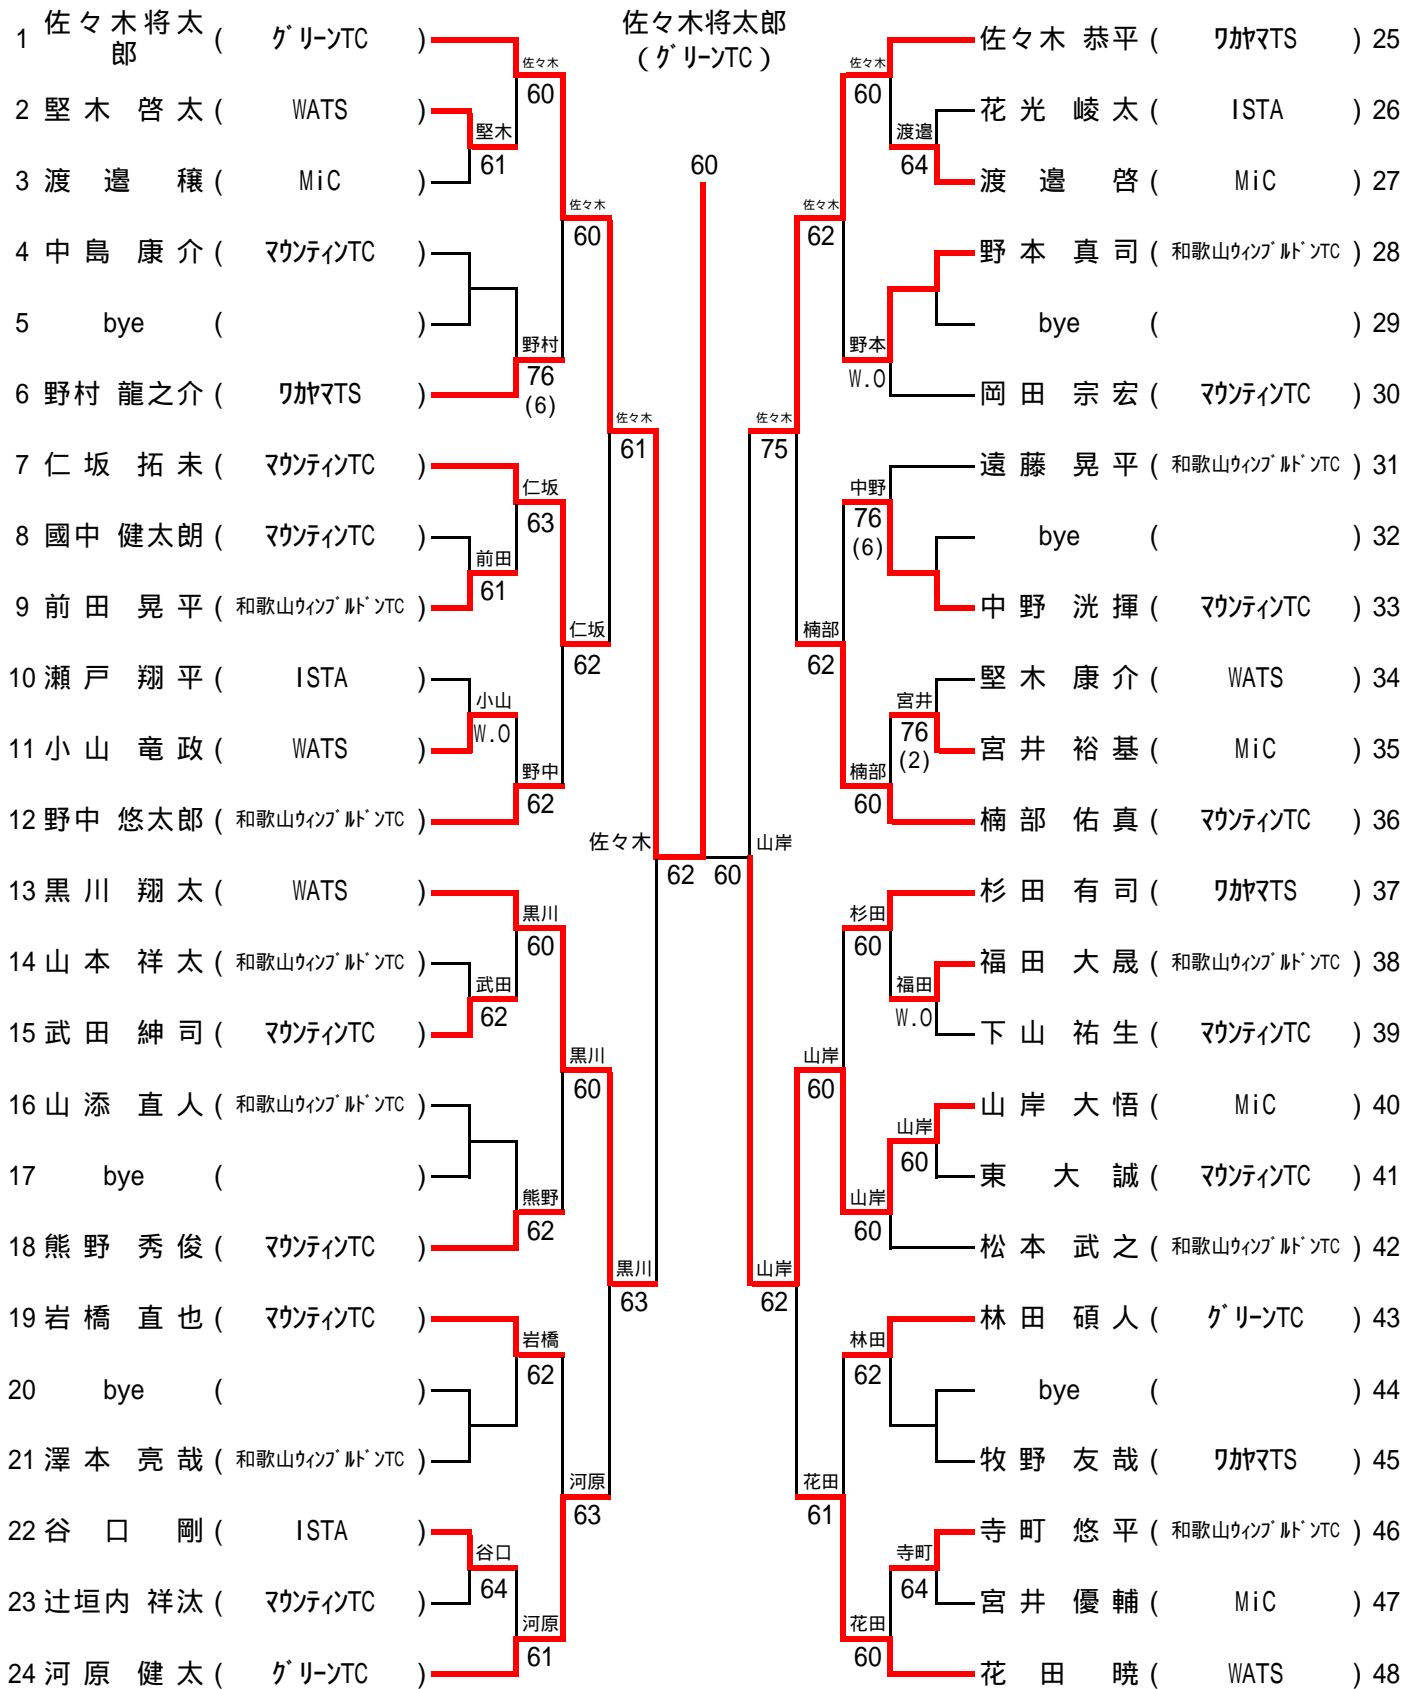 佐々木将太郎
（グリーンTC）
1 佐々木将太郎 ( グリーンTC )
2 堅木 啓太 ( WATS )
3 渡邉 穣 ( MiC )
4 中島 康介 ( マウンティンTC )
5 bye ( )
6 野村 龍之介 ( ワカヤマTS )
7 仁坂 拓未 ( マウンティンTC )
8 國中 健太朗 ( マウンティンTC )
9 前田 晃平 ( 和歌山ウィンブルドンTC )
10 瀬戸 翔平 ( ISTA )
11 小山 竜政 ( WATS )
12 野中 悠太郎 ( 和歌山ウィンブルドンTC )
13 黒川 翔太 ( WATS )
14 山本 祥太 ( 和歌山ウィンブルドンTC )
15 武田 紳司 ( マウンティンTC )
16 山添 直人 ( 和歌山ウィンブルドンTC )
17 bye ( )
18 熊野 秀俊 ( マウンティンTC )
19 岩橋 直也 ( マウンティンTC )
20 bye ( )
21 澤本 亮哉 ( 和歌山ウィンブルドンTC )
22 谷口 剛 ( ISTA )
23 辻垣内 祥汰 ( マウンティンTC )
24 河原 健太 ( グリーンTC )
堅木
61
前田
61
小山
W.O
武田
62
谷口
64
佐々木
60
野村
76
(6)
仁坂
63
野中
62
黒川
60
熊野
62
岩橋
62
河原
61
佐々木
60
仁坂
62
黒川
60
河原
63
佐々木
61
黒川
63
佐々木
62
60
60
山岸
佐々木
75
山岸
62
佐々木
62
楠部
62
山岸
60
花田
61
佐々木
60
野本
W.O
中野
76
(6)
楠部
60
杉田
60
山岸
60
林田
62
花田
60
渡邉
64
宮井
76
(2)
福田
W.O
山岸
60
寺町
64
佐々木 恭平 ( ワカヤマTS ) 25
花光 崚太 ( ISTA ) 26
渡邉 啓 ( MiC ) 27
野本 真司 ( 和歌山ウィンブルドンTC ) 28
bye ( ) 29
岡田 宗宏 ( マウンティンTC ) 30
遠藤 晃平 ( 和歌山ウィンブルドンTC ) 31
bye ( ) 32
中野 洸揮 ( マウンティンTC ) 33
堅木 康介 ( WATS ) 34
宮井 裕基 ( MiC ) 35
楠部 佑真 ( マウンティンTC ) 36
杉田 有司 ( ワカヤマTS ) 37
福田 大晟 ( 和歌山ウィンブルドンTC ) 38
下山 祐生 ( マウンティンTC ) 39
山岸 大悟 ( MiC ) 40
東 大誠 ( マウンティンTC ) 41
松本 武之 ( 和歌山ウィンブルドンTC ) 42
林田 碩人 ( グリーンTC ) 43
bye ( ) 44
牧野 友哉 ( ワカヤマTS ) 45
寺町 悠平 ( 和歌山ウィンブルドンTC ) 46
宮井 優輔 ( MiC ) 47
花田 暁 ( WATS ) 48